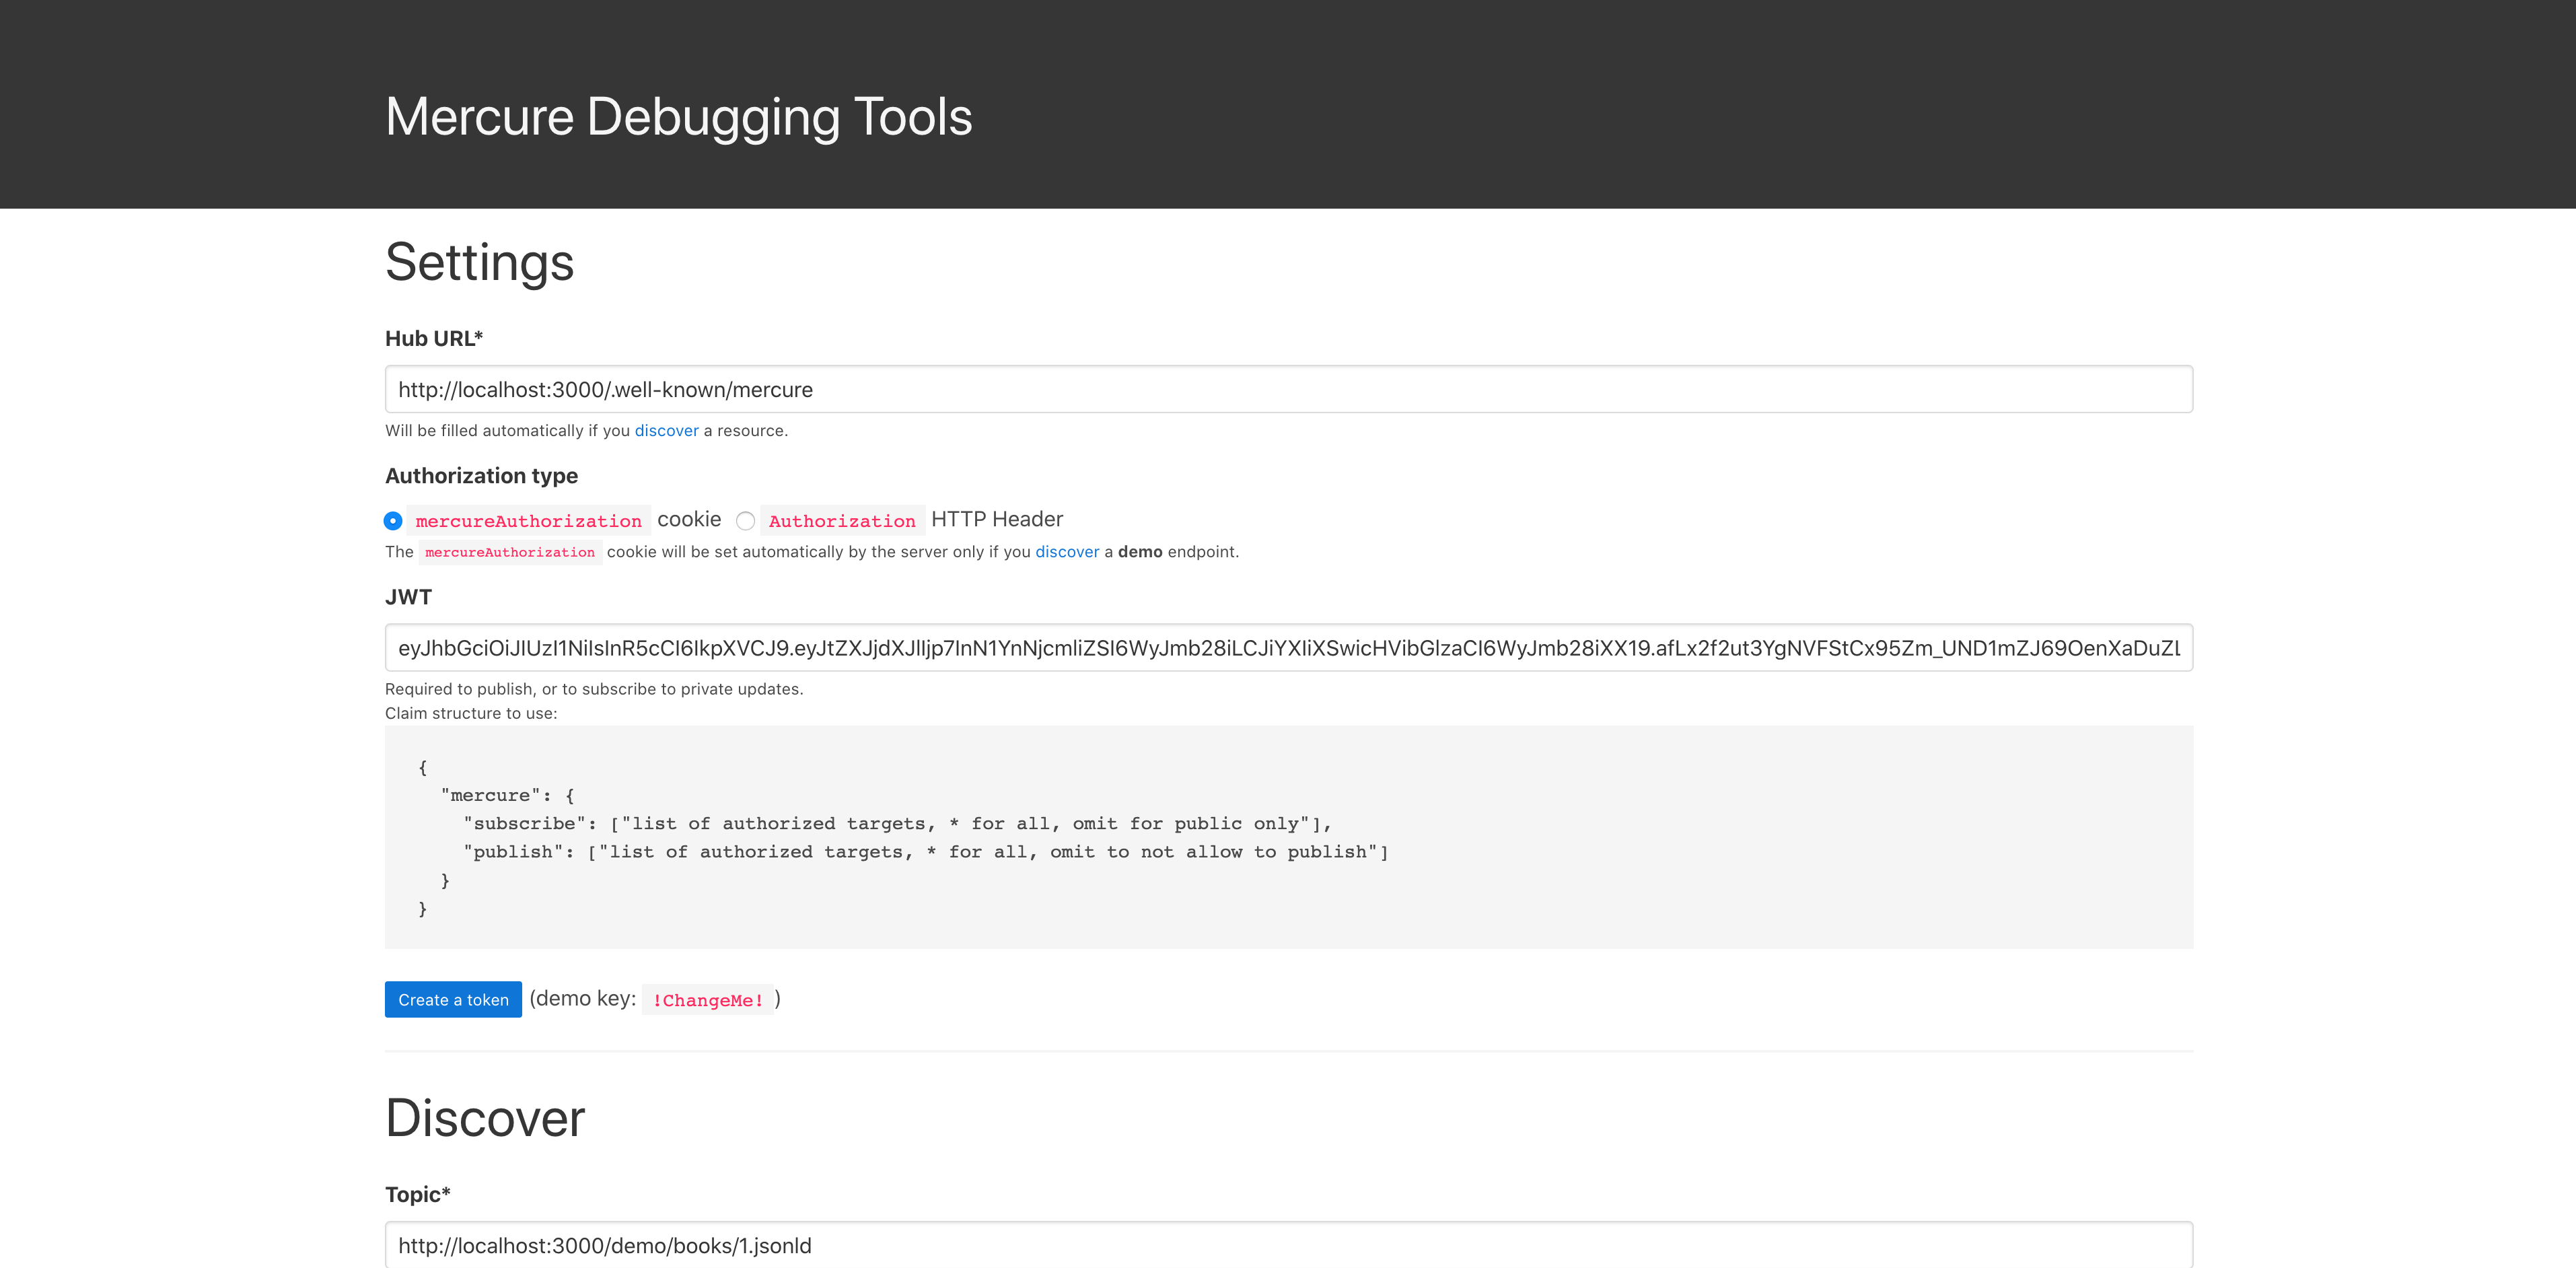 Mercure Debugging Tools
Settings
Hub URL*
http://localhost:3000/.well-known/mercure
Will be filled automatically if you discover a resource.
Authorization type
mercureAuthorization cookie Authorization HTTP Header
The mercureAuthorization cookie will be set automatically by the server only if you discover a demo endpoint.
JWT
eyJhbGciOiJIUzI1NiIsInR5cCI6IkpXVCJ9.eyJtZXJjdXJlIjp7InN1YnNjcmliZSI6WyJmb28iLCJiYXIiXSwicHVibGlzaCI6WyJmb28iXX19.afLx2f2ut3YgNVFStCx95Zm_UND1mZJ69OenXaDuZL
Required to publish, or to subscribe to private updates.
Claim structure to use:
{
"mercure": {
"subscribe": ["list of authorized targets, * for all, omit for public only"],
"publish": ["list of authorized targets, * for all, omit to not allow to publish"]
}
}
Create a token (demo key: !ChangeMe! )
Discover
Topic*
http://localhost:3000/demo/books/1.jsonld